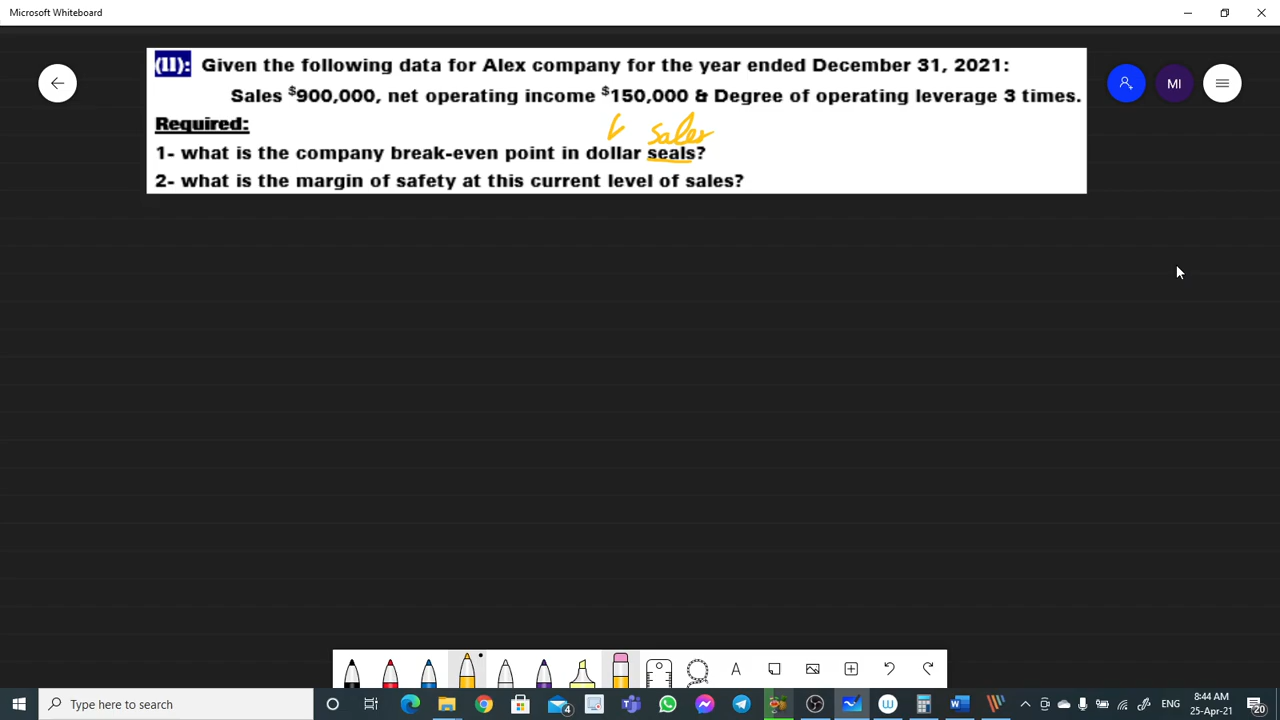 Microsoft Whiteboard
(II): Given the following data for Alex company for the year ended December 31, 2021:
Sales $900,000, net operating income $150,000 & Degree of operating leverage 3 times.
Required:
sales
1- what is the company break-even point in dollar seals?
2- what is the margin of safety at this current level of sales?
MI
A
Type here to search
4
W
ENG
8:44 AM
25-Apr-21
20